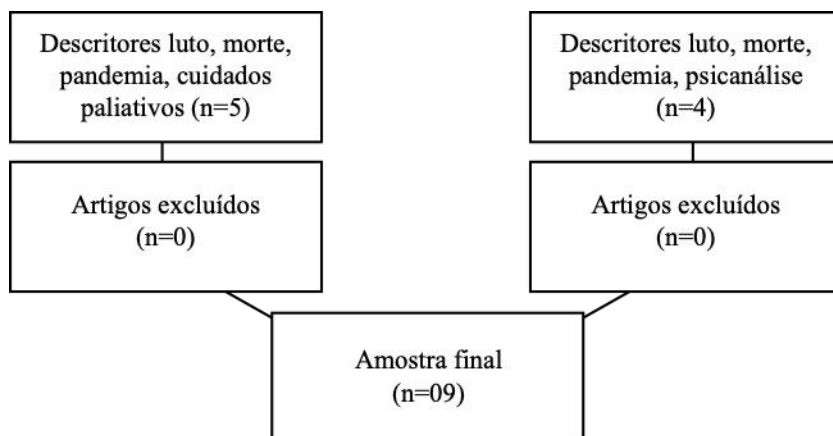 Descritores luto, morte,
pandemia, cuidados
paliativos (n=5)
Descritores luto, morte,
pandemia, psicanálise
(n=4)
Artigos excluídos
(n=0)
Artigos excluídos
(n=0)
Amostra final
(n=09)